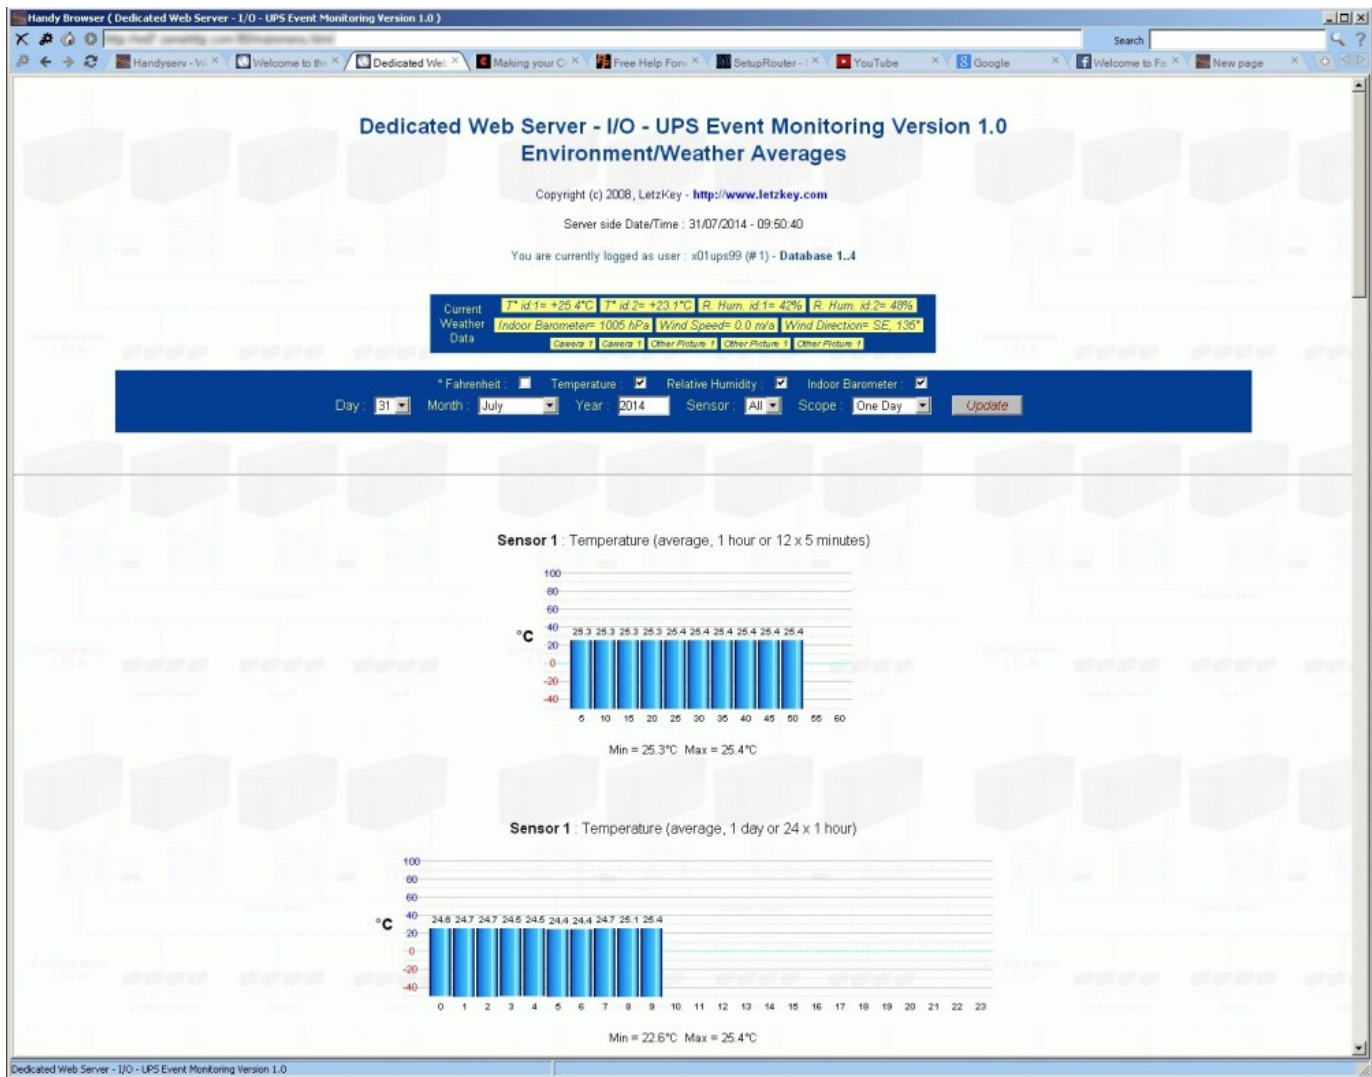 Handy Browser ( Dedicated Web Server - I/O - UPS Event Monitoring Version 1.0 )
Search
?
Handyserv - W
Welcome to the
Dedicated Wel
Making your C
Free Help For
SetupRouter - |
YouTube
Google
Welcome to Fa
New page
Dedicated Web Server - I/O - UPS Event Monitoring Version 1.0
Environment/Weather Averages
Copyright (c) 2008, LetzKey - http://www.letzkey.com
Server side Date/Time : 31/07/2014 - 09:50:40
You are currently logged as user : x01ups99 (#1) - Database 1..4
Current Weather Data
T° id:1= +25.4°C T° id:2= +23.1°C R. Hum. id:1= 42% R. Hum. id:2= 48%
Indoor Barometer= 1005 hPa Wind Speed= 0.0 m/s Wind Direction= SE, 135°
Camera 1 Camera 1 Other Picture 1 Other Picture 1 Other Picture 1
° Fahrenheit : Temperature : Relative Humidity : Indoor Barometer :
Day : 31 Month : July Year : 2014 Sensor : All Scope : One Day Update
Sensor 1 : Temperature (average, 1 hour or 12 x 5 minutes)
100
80
60
40
20
0
-20
-40
°C
25.3 25.3 25.3 25.3 25.4 25.4 25.4 25.4 25.4 25.4
5 10 15 20 25 30 35 40 45 50 55 60
Min = 25.3°C Max = 25.4°C
Sensor 1 : Temperature (average, 1 day or 24 x 1 hour)
100
80
60
40
20
0
-20
-40
°C
24.8 24.7 24.7 24.5 24.5 24.4 24.4 24.7 25.1 25.4
0 1 2 3 4 5 6 7 8 9 10 11 12 13 14 15 16 17 18 19 20 21 22 23
Min = 22.6°C Max = 25.4°C
Dedicated Web Server - I/O - UPS Event Monitoring Version 1.0